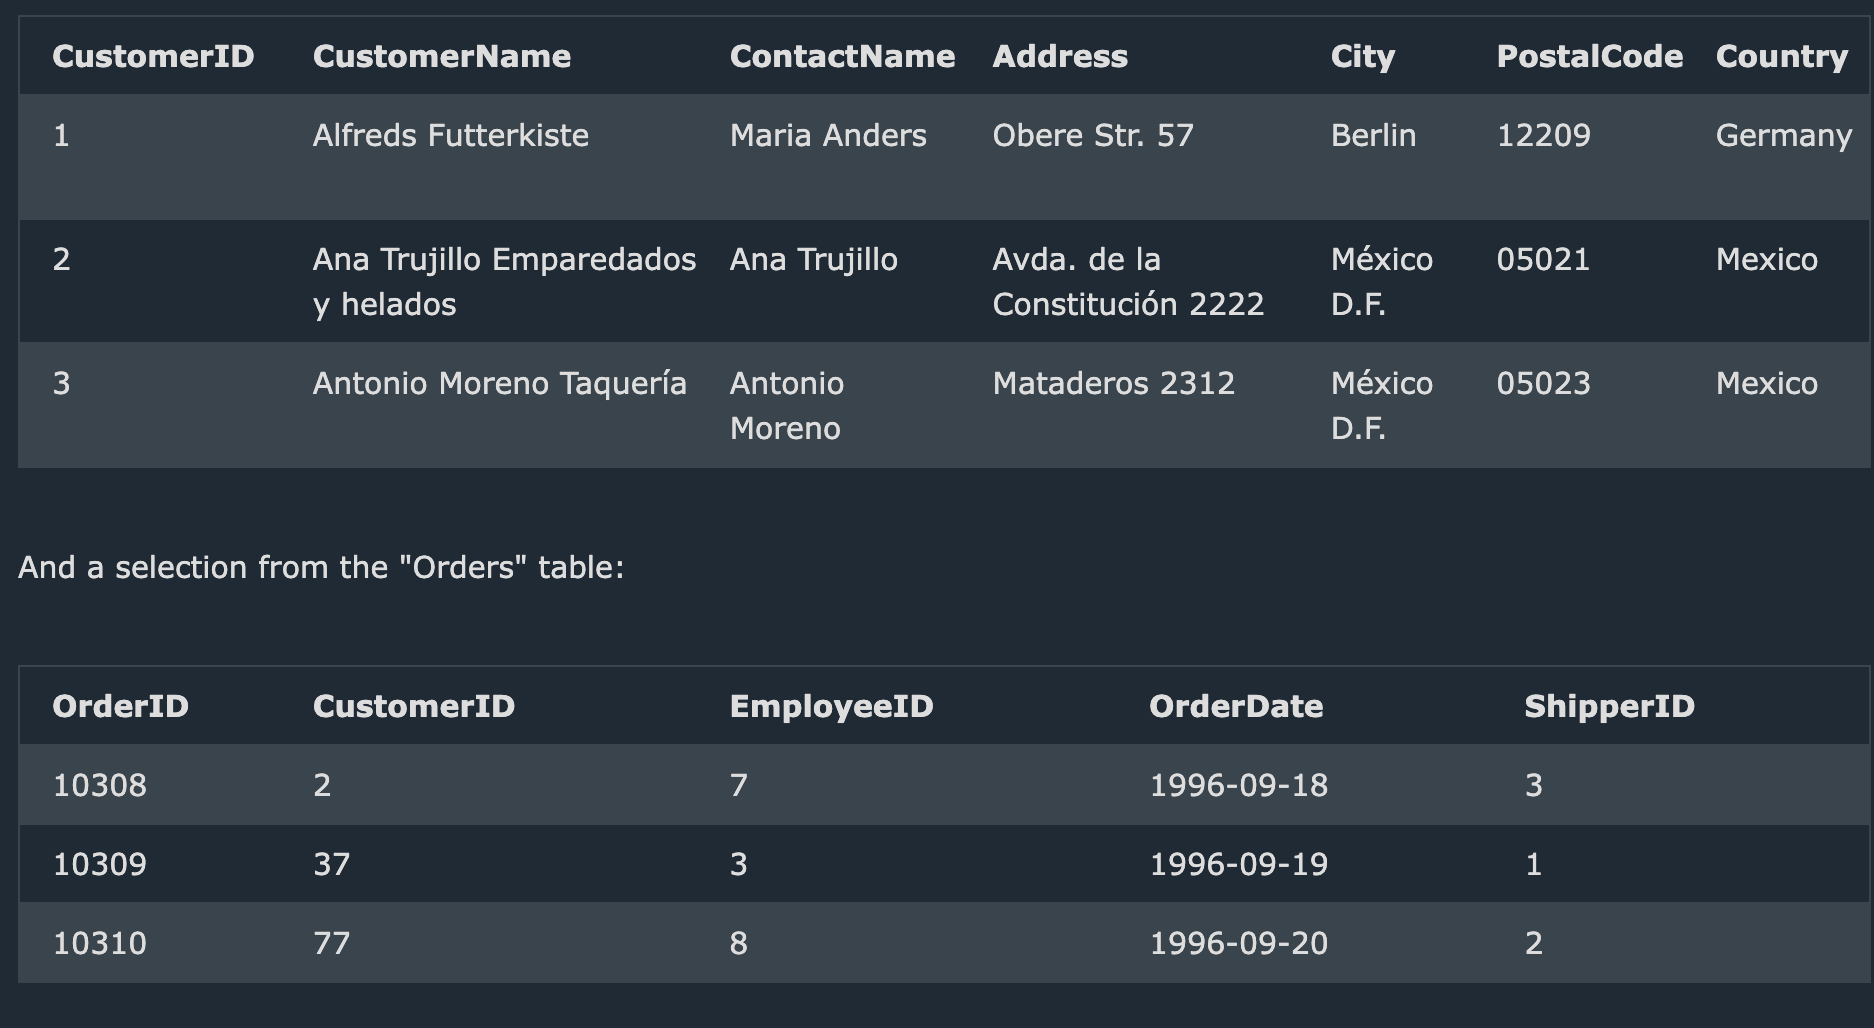 CustomerID CustomerName ContactName Address City PostalCode Country
1 Alfreds Futterkiste Maria Anders Obere Str. 57 Berlin 12209 Germany
2 Ana Trujillo Emparedados Ana Trujillo Avda. de la México 05021 Mexico
y helados Constitución 2222 D.F.
3 Antonio Moreno Taquería Antonio Mataderos 2312 México 05023 Mexico
Moreno D.F.
And a selection from the "Orders" table:
OrderID CustomerID EmployeeID OrderDate ShipperID
10308 2 7 1996-09-18 3
10309 37 3 1996-09-19 1
10310 77 8 1996-09-20 2